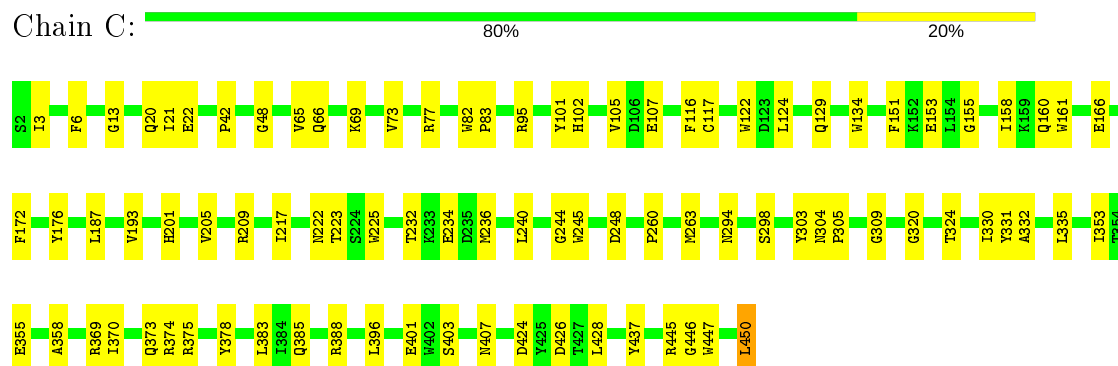 Chain C:
80% 20%
S2 I3 F6 G13 Q20 I21 E22 P42 G48 V65 Q66 K69 V73 R77 W82 P83 R95 Y101 H102 V105 D106 E107 F116 C117 W122 D123 L124 Q129 W134 F151 K152 E153 L154 G155 I158 K159 Q160 W161 E166
F172 Y176 L187 V193 H201 V205 R209 I217 N222 T223 S224 W225 T232 K233 E234 D235 M236 L240 G244 W245 D248 P260 M263 N294 S298 Y303 N304 P305 G309 G320 T324 I330 Y331 A332 L335 I353 T354
E355 A358 R369 I370 Q373 R374 R375 Y378 L383 I384 Q385 R388 L396 E401 W402 S403 N407 D424 Y425 D426 T427 L428 Y437 R445 G446 W447 L450